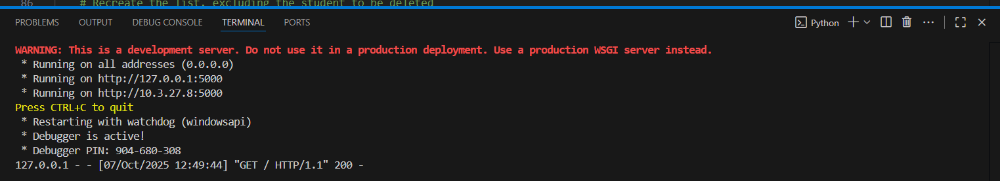 86 # Recreate the list, excluding the student to be deleted
PROBLEMS OUTPUT DEBUG CONSOLE TERMINAL PORTS Python
WARNING: This is a development server. Do not use it in a production deployment. Use a production WSGI server instead.
* Running on all addresses (0.0.0.0)
* Running on http://127.0.0.1:5000
* Running on http://10.3.27.8:5000
Press CTRL+C to quit
* Restarting with watchdog (windowsapi)
* Debugger is active!
* Debugger PIN: 904-680-308
127.0.0.1 - - [07/Oct/2025 12:49:44] "GET / HTTP/1.1" 200 -